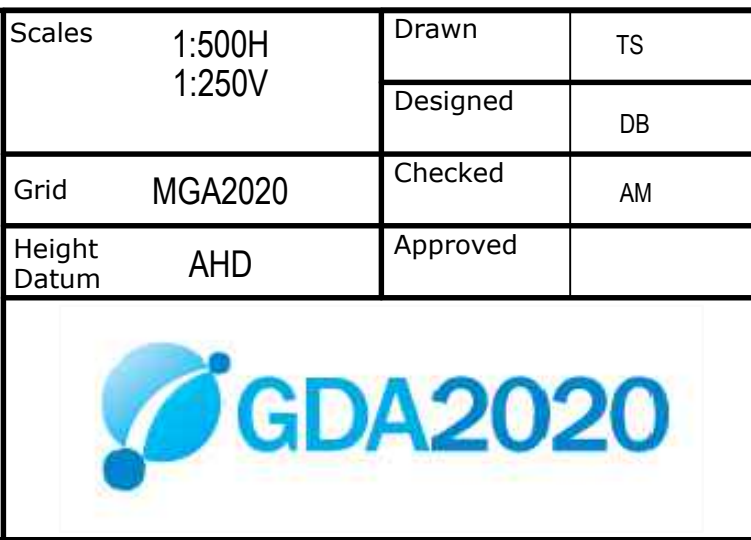 Scales
1:500H
1:250V
Drawn
TS
Designed
DB
Grid
MGA2020
Checked
AM
Height
Datum
AHD
Approved
GDA2020